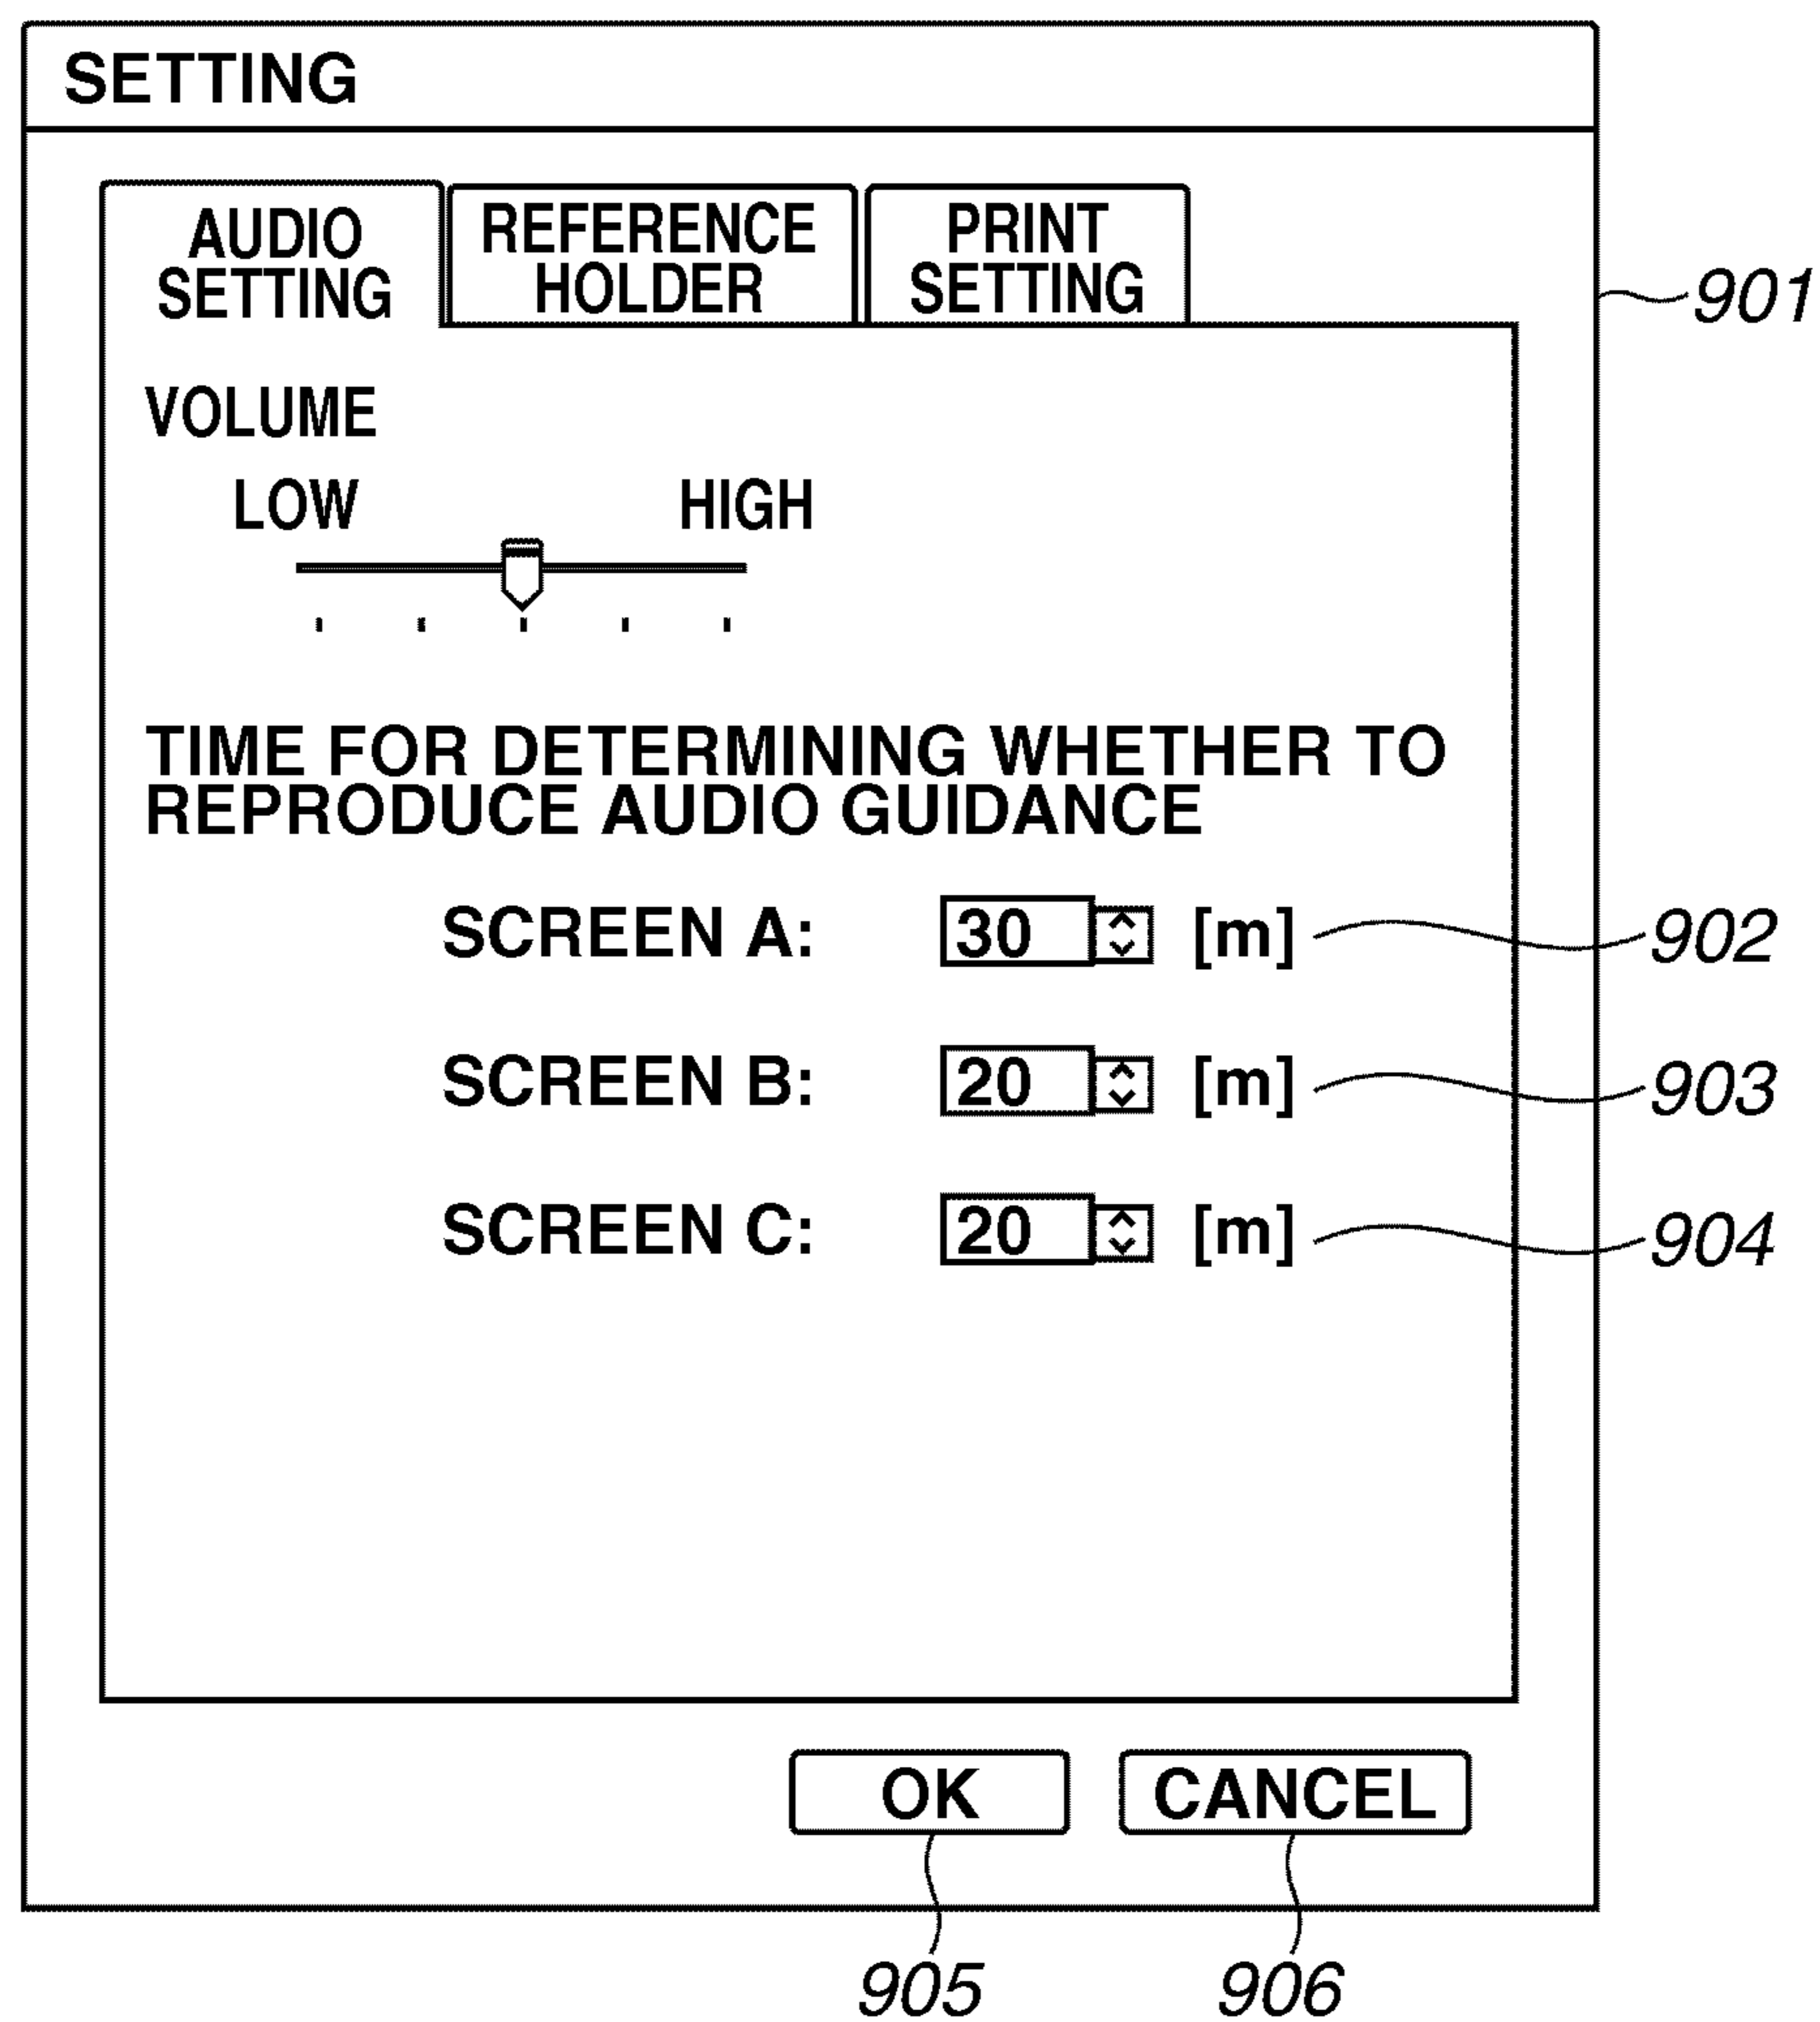 SETTING
AUDIO
SETTING
REFERENCE
HOLDER
PRINT
SETTING
901
VOLUME
LOW HIGH
TIME FOR DETERMINING WHETHER TO
REPRODUCE AUDIO GUIDANCE
SCREEN A: 30 [m] 902
SCREEN B: 20 [m] 903
SCREEN C: 20 [m] 904
OK CANCEL
905 906